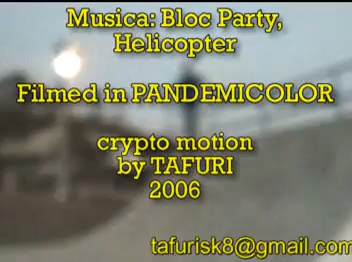 Musica: Bloc Party,
Helicopter
Filmed in PANDEMICOLOR
crypto motion
by TAFURI
2006
tafurisk8@gmail.com